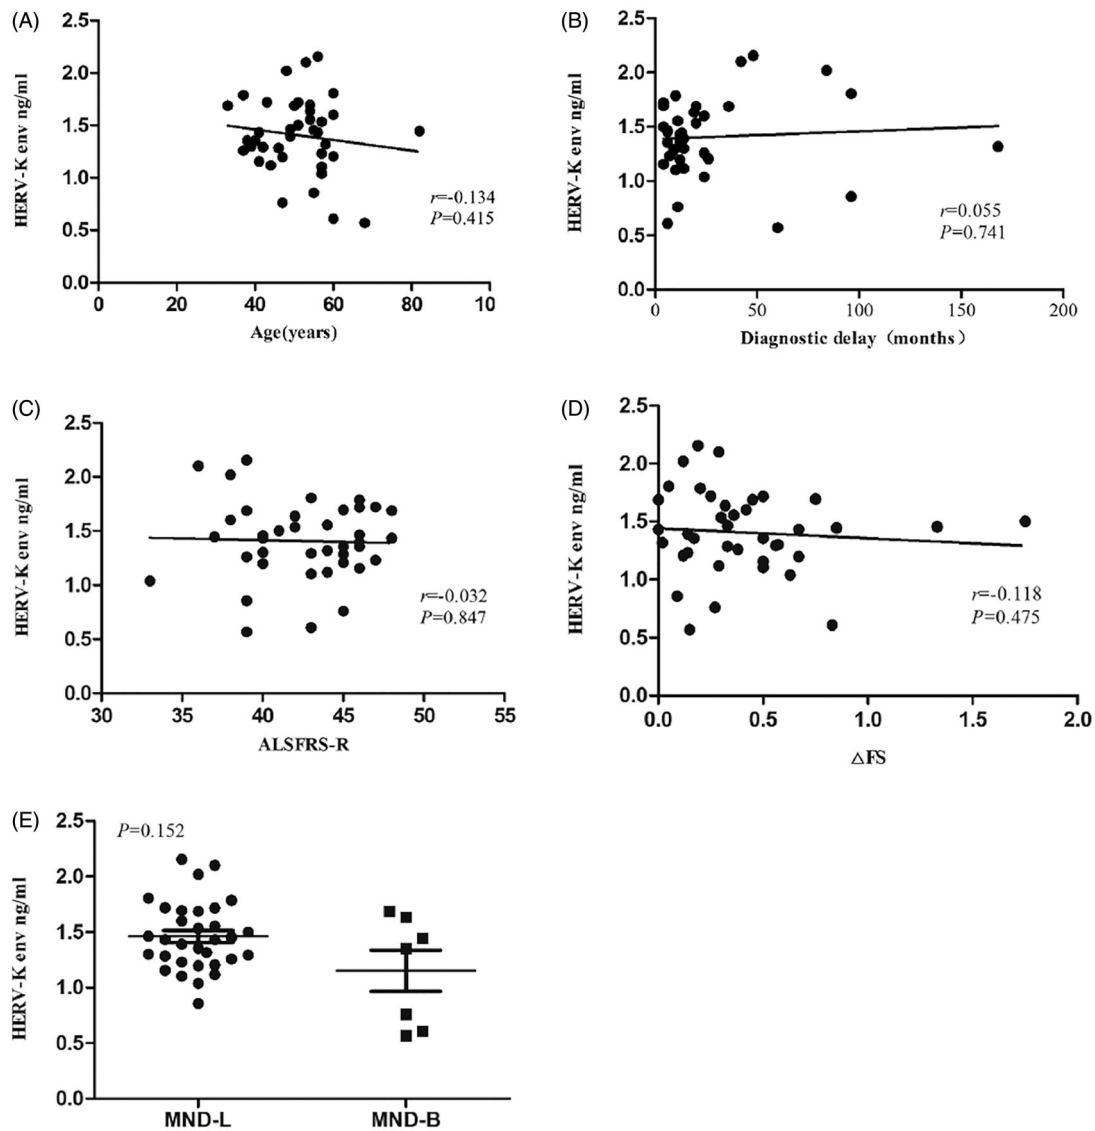 (A)
HERV-K env ng/ml
2.5
2.0
1.5
1.0
0.5
0.0
r=-0.134
P=0.415
0 20 40 60 80 10
Age(years)
(B)
HERV-K env ng/ml
2.5
2.0
1.5
1.0
0.5
0.0
r=0.055
P=0.741
0 50 100 150 200
Diagnostic delay (months)
(C)
HERV-K env ng/ml
2.5
2.0
1.5
1.0
0.5
0.0
r=-0.032
P=0.847
30 35 40 45 50 55
ALSFRS-R
(D)
HERV-K env ng/ml
2.5
2.0
1.5
1.0
0.5
0.0
r=-0.118
P=0.475
0.0 0.5 1.0 1.5 2.0
△FS
(E)
HERV-K env ng/ml
2.5
2.0
1.5
1.0
0.5
0.0
P=0.152
MND-L MND-B